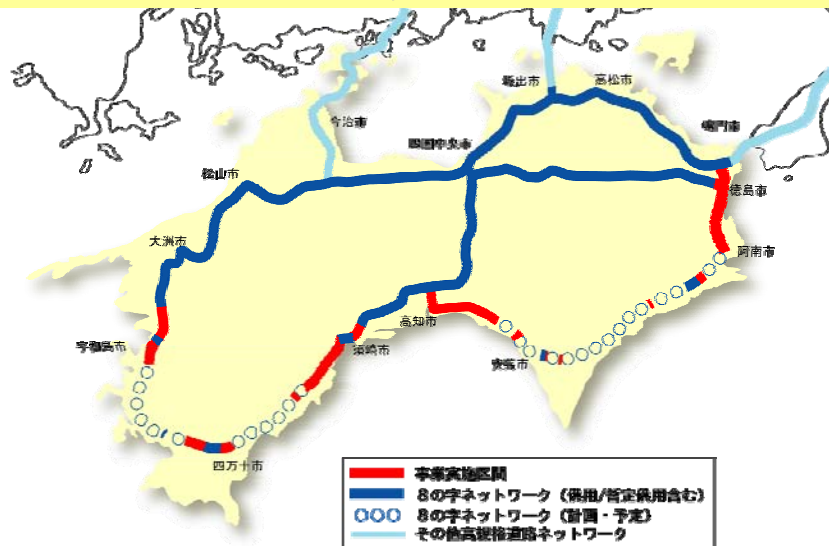 坂出市
高松市
今治市
鳴門市
四国中央市
松山市
徳島市
大洲市
阿南市
高知市
宇和島市
須崎市
安芸市
四万十市
事業実施区間
8の字ネットワーク（供用/暫定供用含む）
8の字ネットワーク（計画・予定）
その他高規格道路ネットワーク